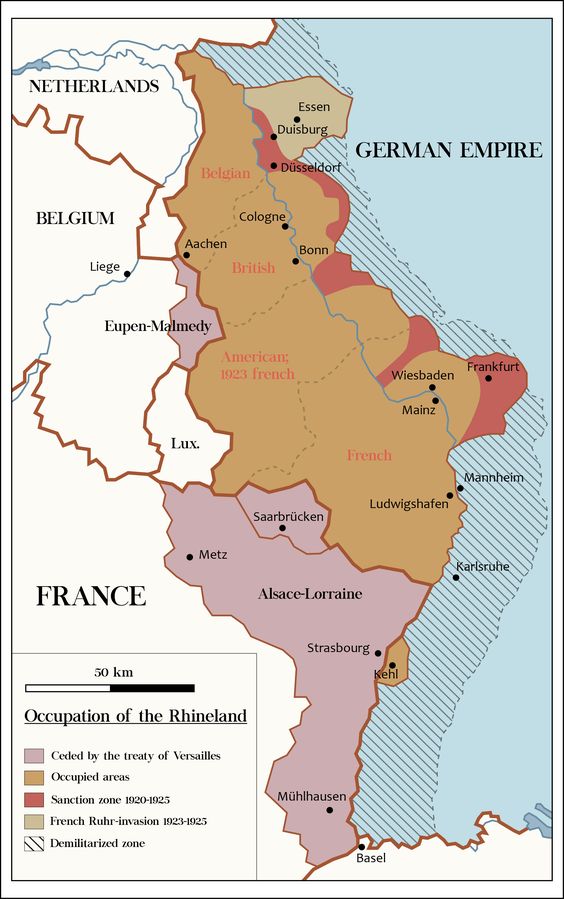 NETHERLANDS
Essen
Duisburg
GERMAN EMPIRE
Düsseldorf
Belgian
BELGIUM
Cologne
Aachen
Bonn
Liege
British
Eupen-Malmedy
American;
1923 french
Wiesbaden
Frankfurt
Mainz
Lux.
French
Mannheim
Ludwigshafen
Saarbrücken
Metz
Karlsruhe
FRANCE
Alsace-Lorraine
Strasbourg
Kehl
50 km
Occupation of the Rhineland
Ceded by the treaty of Versailles
Occupied areas
Sanction zone 1920-1925
French Ruhr-invasion 1923-1925
Demilitarized zone
Mühlhausen
Basel